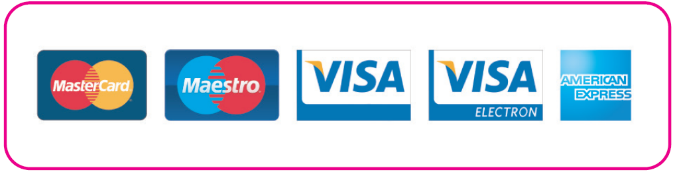 MasterCard
Maestro
VISA
VISA
ELECTRON
AMERICAN
EXPRESS